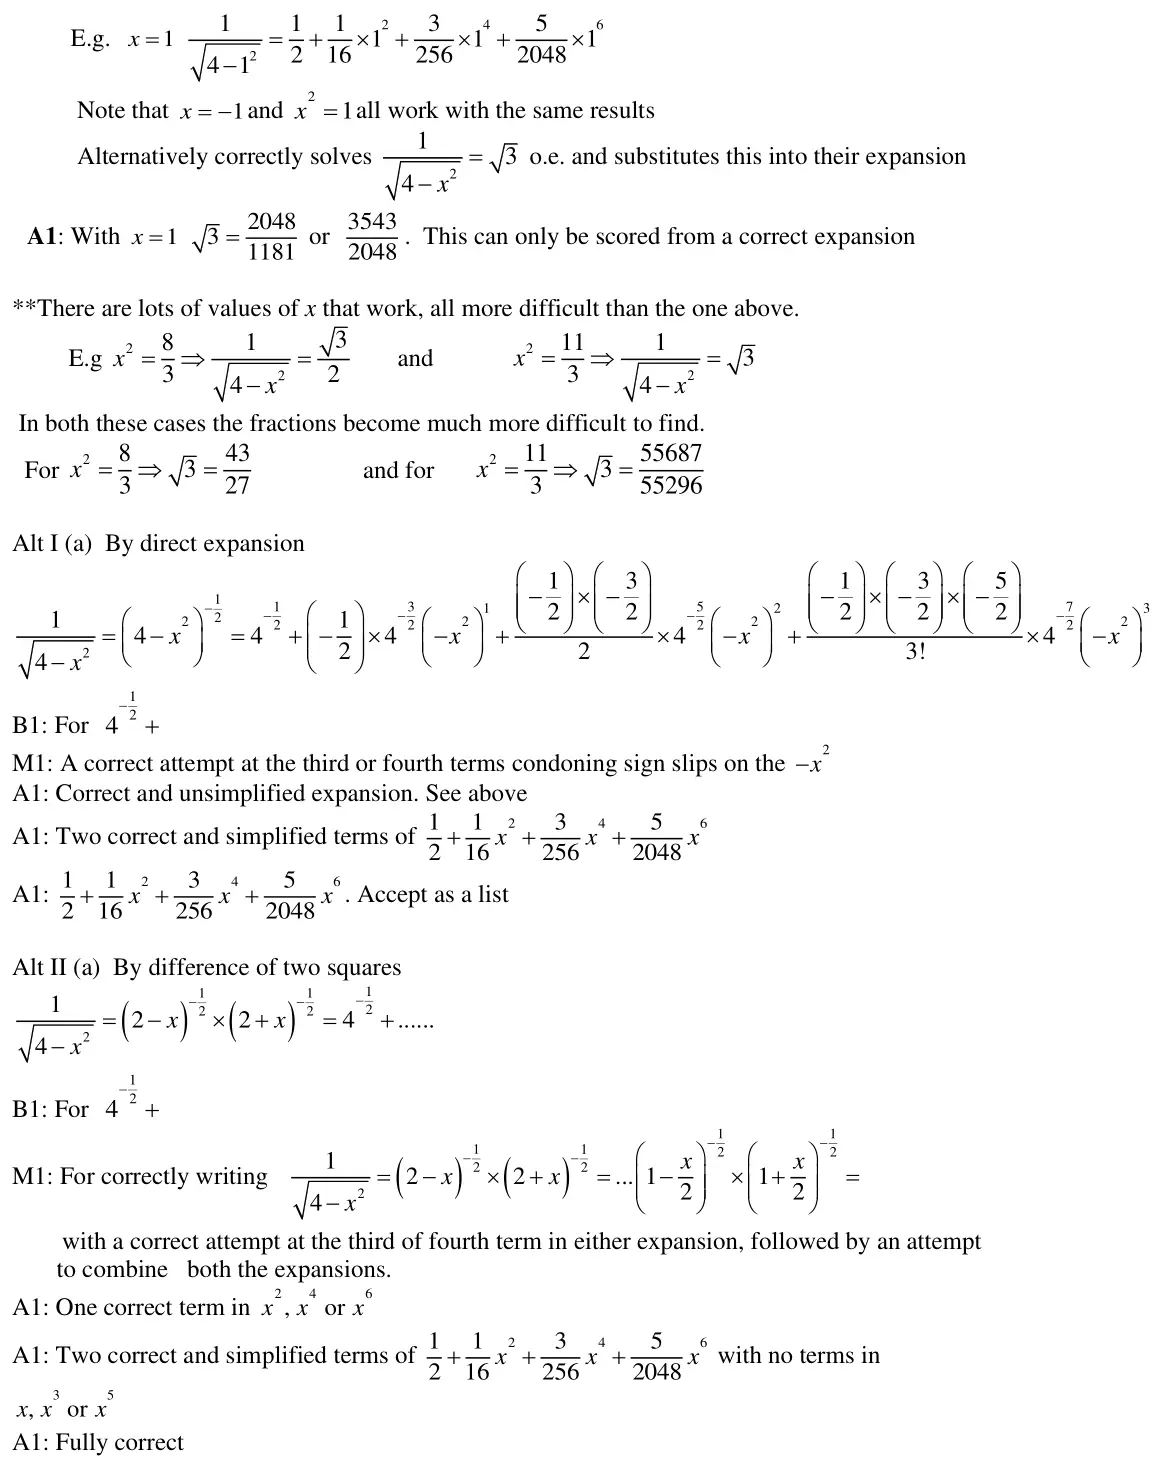 E.g. x = 1 1/√(4−1²) = 1/2 + 1/16 × 1² + 3/256 × 1⁴ + 5/2048 × 1⁶
Note that x = −1 and x² = 1 all work with the same results
Alternatively correctly solves 1/√(4−x²) = √3 o.e. and substitutes this into their expansion
A1: With x = 1 √3 = 2048/1181 or 3543/2048 . This can only be scored from a correct expansion
**There are lots of values of x that work, all more difficult than the one above.
E.g x² = 8/3 ⇒ 1/√(4−x²) = √3/2 and x² = 11/3 ⇒ 1/√(4−x²) = √3
In both these cases the fractions become much more difficult to find.
For x² = 8/3 ⇒ √3 = 43/27 and for x² = 11/3 ⇒ √3 = 55687/55296
Alt I (a) By direct expansion
1/√(4−x²) = (4−x²)^(−1/2) = 4^(−1/2) + (−1/2) × 4^(−3/2) (−x²)¹ + ((−1/2)×(−3/2))/2 × 4^(−5/2) (−x²)² + ((−1/2)×(−3/2)×(−5/2))/3! × 4^(−7/2) (−x²)³
B1: For 4^(−1/2) +
M1: A correct attempt at the third or fourth terms condoning sign slips on the −x²
A1: Correct and unsimplified expansion. See above
A1: Two correct and simplified terms of 1/2 + 1/16 x² + 3/256 x⁴ + 5/2048 x⁶
A1: 1/2 + 1/16 x² + 3/256 x⁴ + 5/2048 x⁶ . Accept as a list
Alt II (a) By difference of two squares
1/√(4−x²) = (2−x)^(−1/2) × (2+x)^(−1/2) = 4^(−1/2) + ......
B1: For 4^(−1/2) +
M1: For correctly writing 1/√(4−x²) = (2−x)^(−1/2) × (2+x)^(−1/2) = ...(1−x/2)^(−1/2) × (1+x/2)^(−1/2) =
with a correct attempt at the third of fourth term in either expansion, followed by an attempt
to combine both the expansions.
A1: One correct term in x², x⁴ or x⁶
A1: Two correct and simplified terms of 1/2 + 1/16 x² + 3/256 x⁴ + 5/2048 x⁶ with no terms in
x, x³ or x⁵
A1: Fully correct